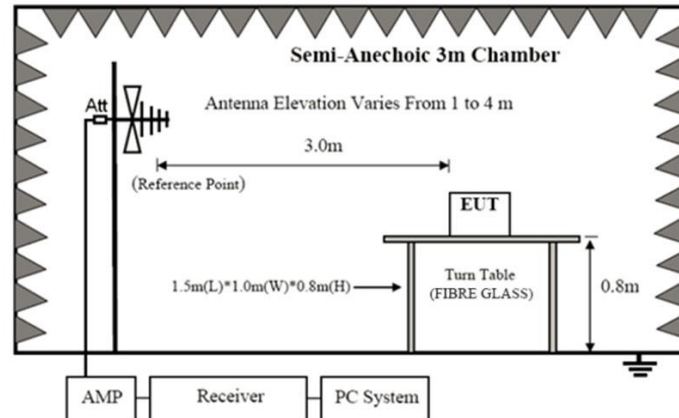 Semi-Anechoic 3m Chamber
Att
Antenna Elevation Varies From 1 to 4 m
3.0m
(Reference Point)
EUT
1.5m(L)*1.0m(W)*0.8m(H)
Turn Table
(FIBRE GLASS)
0.8m
AMP
Receiver
PC System